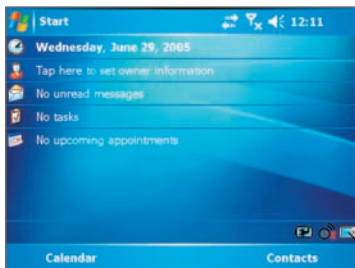 Start 12:11
Wednesday, June 29, 2005
Tap here to set owner information
No unread messages
No tasks
No upcoming appointments
Calendar Contacts